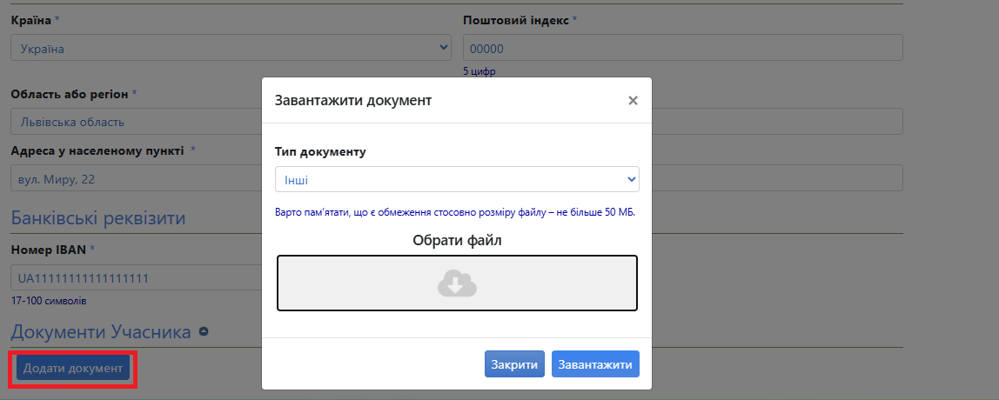 Країна *
Поштовий індекс *
Україна
00000
5 цифр
Область або регіон *
Львівська область
Адреса у населеному пункті *
вул. Миру, 22
Банківські реквізити
Номер IBAN *
UA11111111111111111
17-100 символів
Документи Учасника
Додати документ
Завантажити документ
×
Тип документу
Інші
Варто пам'ятати, що є обмеження стосовно розміру файлу – не більше 50 МБ.
Обрати файл
Закрити
Завантажити